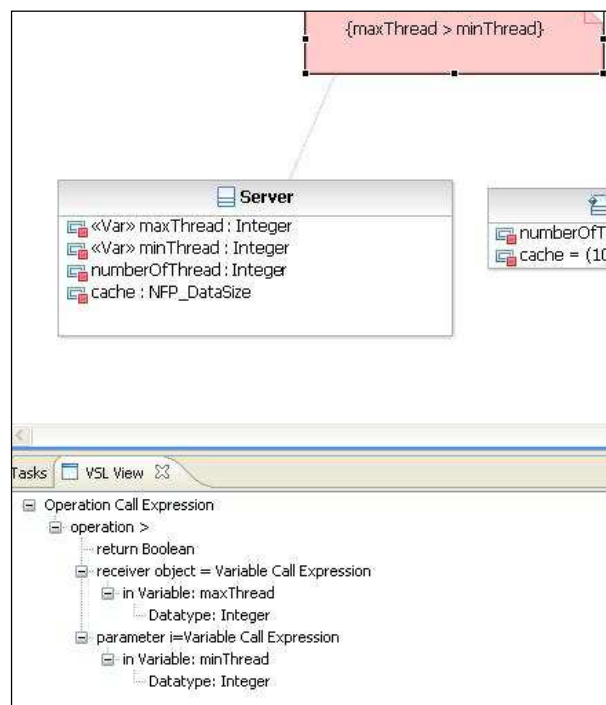 {maxThread > minThread}
Server
«Var» maxThread : Integer
«Var» minThread : Integer
numberOfThread : Integer
cache : NFP_DataSize
numberOfT
cache = (10
Tasks
VSL View
Operation Call Expression
operation >
return Boolean
receiver object = Variable Call Expression
in Variable: maxThread
Datatype: Integer
parameter i=Variable Call Expression
in Variable: minThread
Datatype: Integer